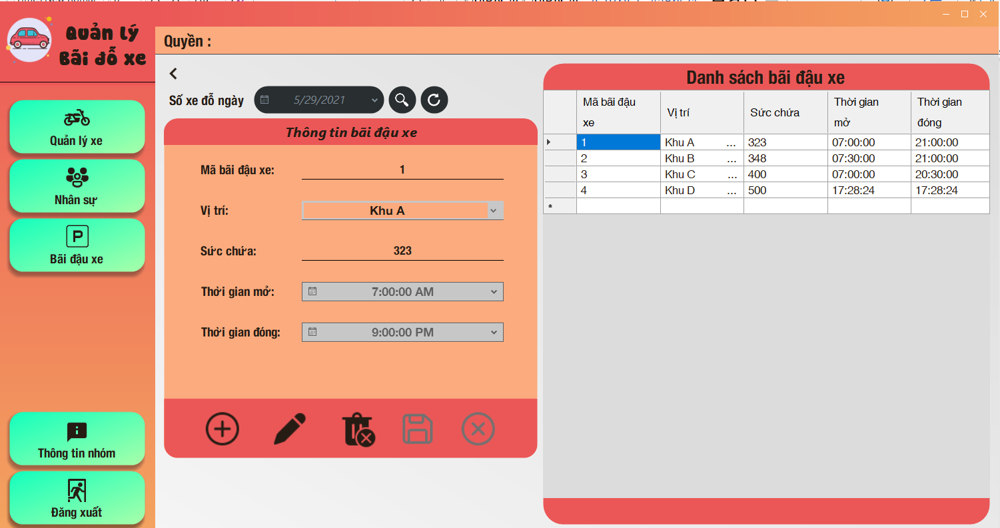 Quản lý
Bãi đỗ xe
Quản lý xe
Nhân sự
P
Bãi đậu xe
Thông tin nhóm
Đăng xuất
Quyền :
Số xe đỗ ngày
5/29/2021
Thông tin bãi đậu xe
Mã bãi đậu xe: 1
Vị trí: Khu A
Sức chứa: 323
Thời gian mở: 7:00:00 AM
Thời gian đóng: 9:00:00 PM
Danh sách bãi đậu xe
Mã bãi đậu xe Vị trí Sức chứa Thời gian mở Thời gian đóng
1 Khu A ... 323 07:00:00 21:00:00
2 Khu B ... 348 07:30:00 21:00:00
3 Khu C ... 400 07:00:00 20:30:00
4 Khu D ... 500 17:28:24 17:28:24